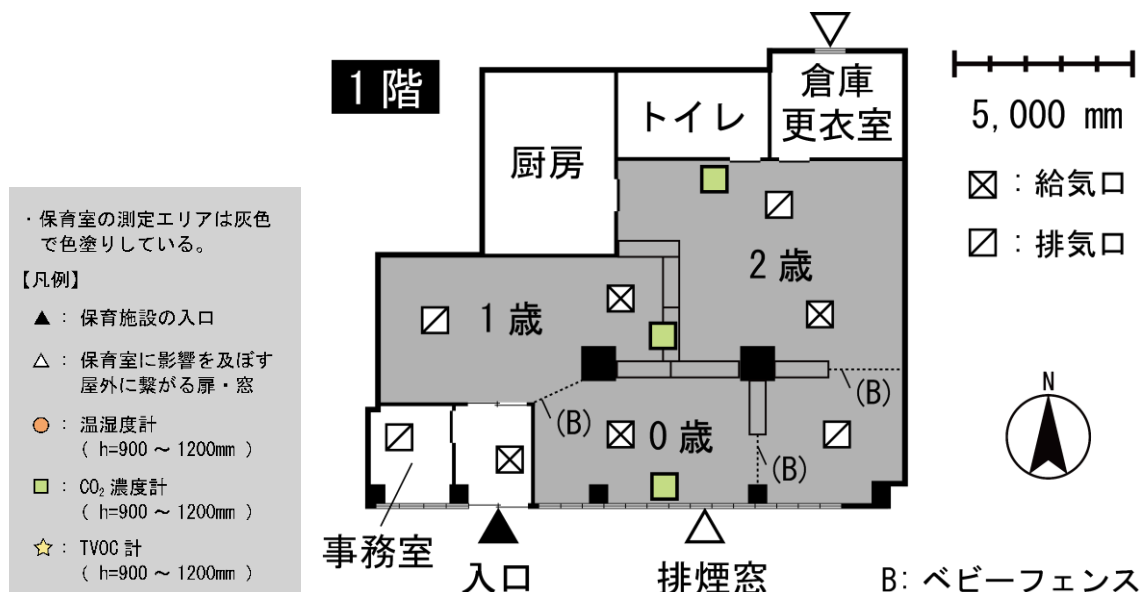 1階
倉庫
更衣室
トイレ
厨房
5,000 mm
：給気口
：排気口
・保育室の測定エリアは灰色
で色塗りしている。
【凡例】
▲：保育施設の入口
△：保育室に影響を及ぼす
屋外に繋がる扉・窓
：温湿度計
( h=900 ～ 1200mm )
：CO₂ 濃度計
( h=900 ～ 1200mm )
☆：TVOC 計
( h=900 ～ 1200mm )
2歳
1歳
(B)
(B)
0歳
(B)
N
事務室
入口
排煙窓
B: ベビーフェンス